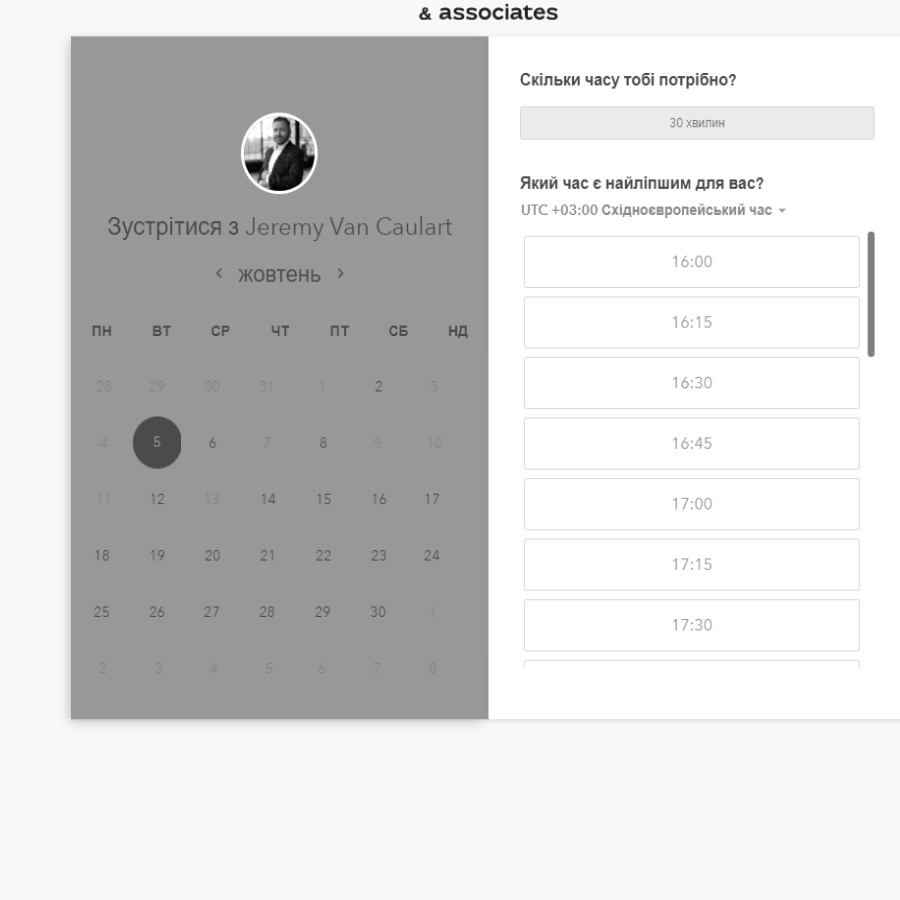 & associates
Зустрітися з Jeremy Van Caulart
жовтень
ПН ВТ СР ЧТ ПТ СБ НД
28 29 30 31 1 2 3
4 5 6 7 8 9 10
11 12 13 14 15 16 17
18 19 20 21 22 23 24
25 26 27 28 29 30 1
2 3 4 5 6 7 8
Скільки часу тобі потрібно?
30 хвилин
Який час є найліпшим для вас?
UTC +03:00 Східноєвропейський час
16:00
16:15
16:30
16:45
17:00
17:15
17:30